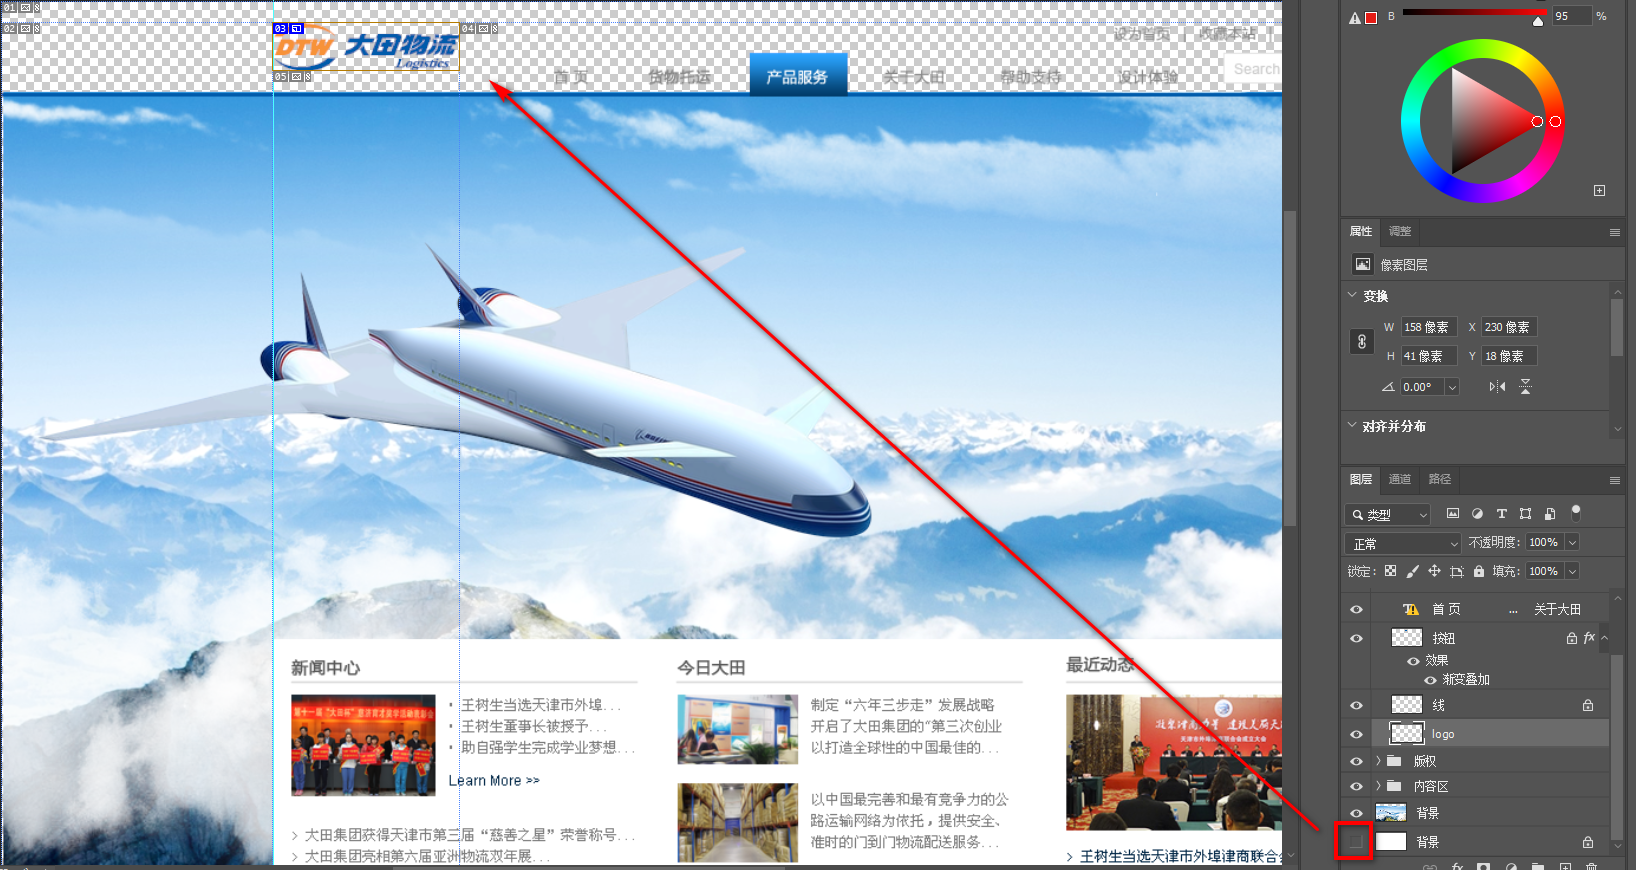 01
02
03
04
05
DTW 大田物流
Logistics
设为首页 | 收藏本站 |
首 页
货物托运
产品服务
关于大田
帮助支持
设计体验
Search
新闻中心
王树生当选天津市外埠...
王树生董事长被授予...
助自强学生完成学业梦想...
Learn More >>
> 大田集团获得天津市第三届“慈善之星”荣誉称号...
> 大田集团亮相第六届亚洲物流双年展...
今日大田
制定“六年三步走”发展战略
开启了大田集团的“第三次创业
以打造全球性的中国最佳的...
以中国最完善和最有竞争力的公
路运输网络为依托，提供安全、
准时的门到门物流配送服务...
最近动态
> 王树生当选天津市外埠津商联合会
B 95 %
属性 调整
像素图层
变换
W 158 像素 X 230 像素
H 41 像素 Y 18 像素
0.00°
对齐并分布
图层 通道 路径
类型
正常 不透明度: 100%
锁定: 填充: 100%
首 页 ... 关于大田
按钮 fx
效果
渐变叠加
线
logo
版权
内容区
背景
背景
fx